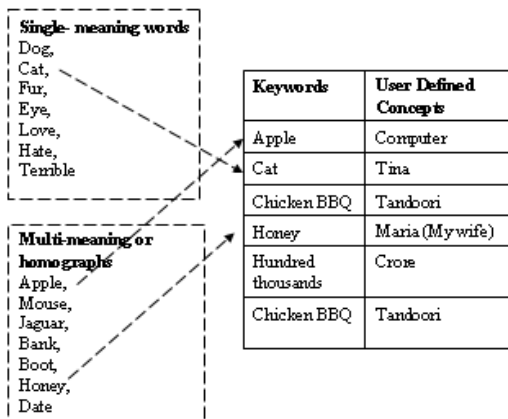 Single- meaning words
Dog,
Cat,
Fur,
Eye,
Love,
Hate,
Terrible
Multi-meaning or
homographs
Apple,
Mouse,
Jaguar,
Bank,
Boot,
Honey,
Date
Keywords User Defined
Concepts
Apple Computer
Cat Tina
Chicken BBQ Tandoori
Honey Maria (My wife)
Hundred Crore
thousands
Chicken BBQ Tandoori